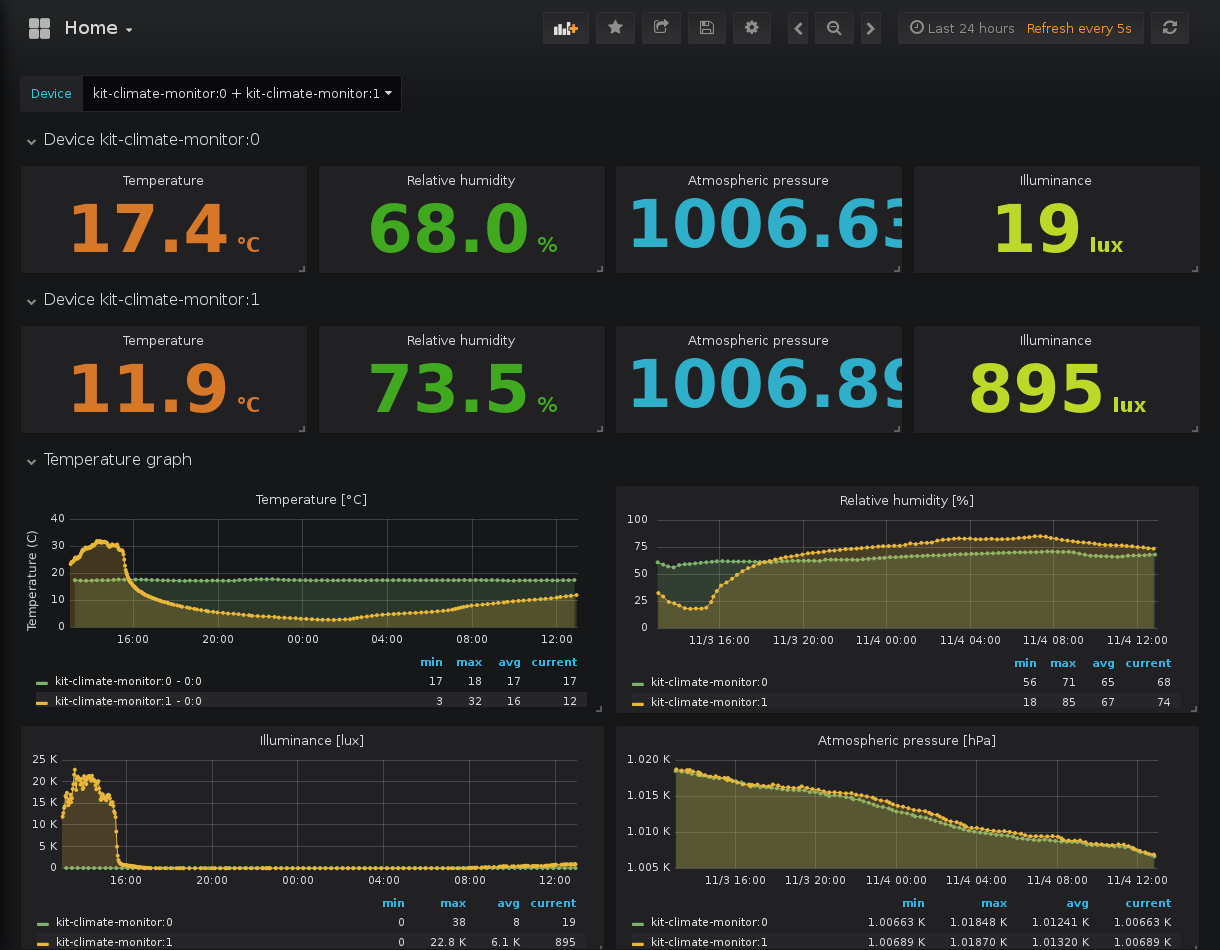 Home
Last 24 hours Refresh every 5s
Device kit-climate-monitor:0 + kit-climate-monitor:1
Device kit-climate-monitor:0
Temperature Relative humidity Atmospheric pressure Illuminance
17.4 °C 68.0 % 1006.63 19 lux
Device kit-climate-monitor:1
Temperature Relative humidity Atmospheric pressure Illuminance
11.9 °C 73.5 % 1006.89 895 lux
Temperature graph
Temperature [°C]
Temperature (C)
40
30
20
10
0
16:00 20:00 00:00 04:00 08:00 12:00
min max avg current
kit-climate-monitor:0 - 0:0 17 18 17 17
kit-climate-monitor:1 - 0:0 3 32 16 12
Relative humidity [%]
100
75
50
25
0
11/3 16:00 11/3 20:00 11/4 00:00 11/4 04:00 11/4 08:00 11/4 12:00
min max avg current
kit-climate-monitor:0 56 71 65 68
kit-climate-monitor:1 18 85 67 74
Illuminance [lux]
25 K
20 K
15 K
10 K
5 K
0
16:00 20:00 00:00 04:00 08:00 12:00
min max avg current
kit-climate-monitor:0 0 38 8 19
kit-climate-monitor:1 0 22.8 K 6.1 K 895
Atmospheric pressure [hPa]
1.020 K
1.015 K
1.010 K
1.005 K
11/3 16:00 11/3 20:00 11/4 00:00 11/4 04:00 11/4 08:00 11/4 12:00
min max avg current
kit-climate-monitor:0 1.00663 K 1.01848 K 1.01241 K 1.00663 K
kit-climate-monitor:1 1.00689 K 1.01870 K 1.01320 K 1.00689 K